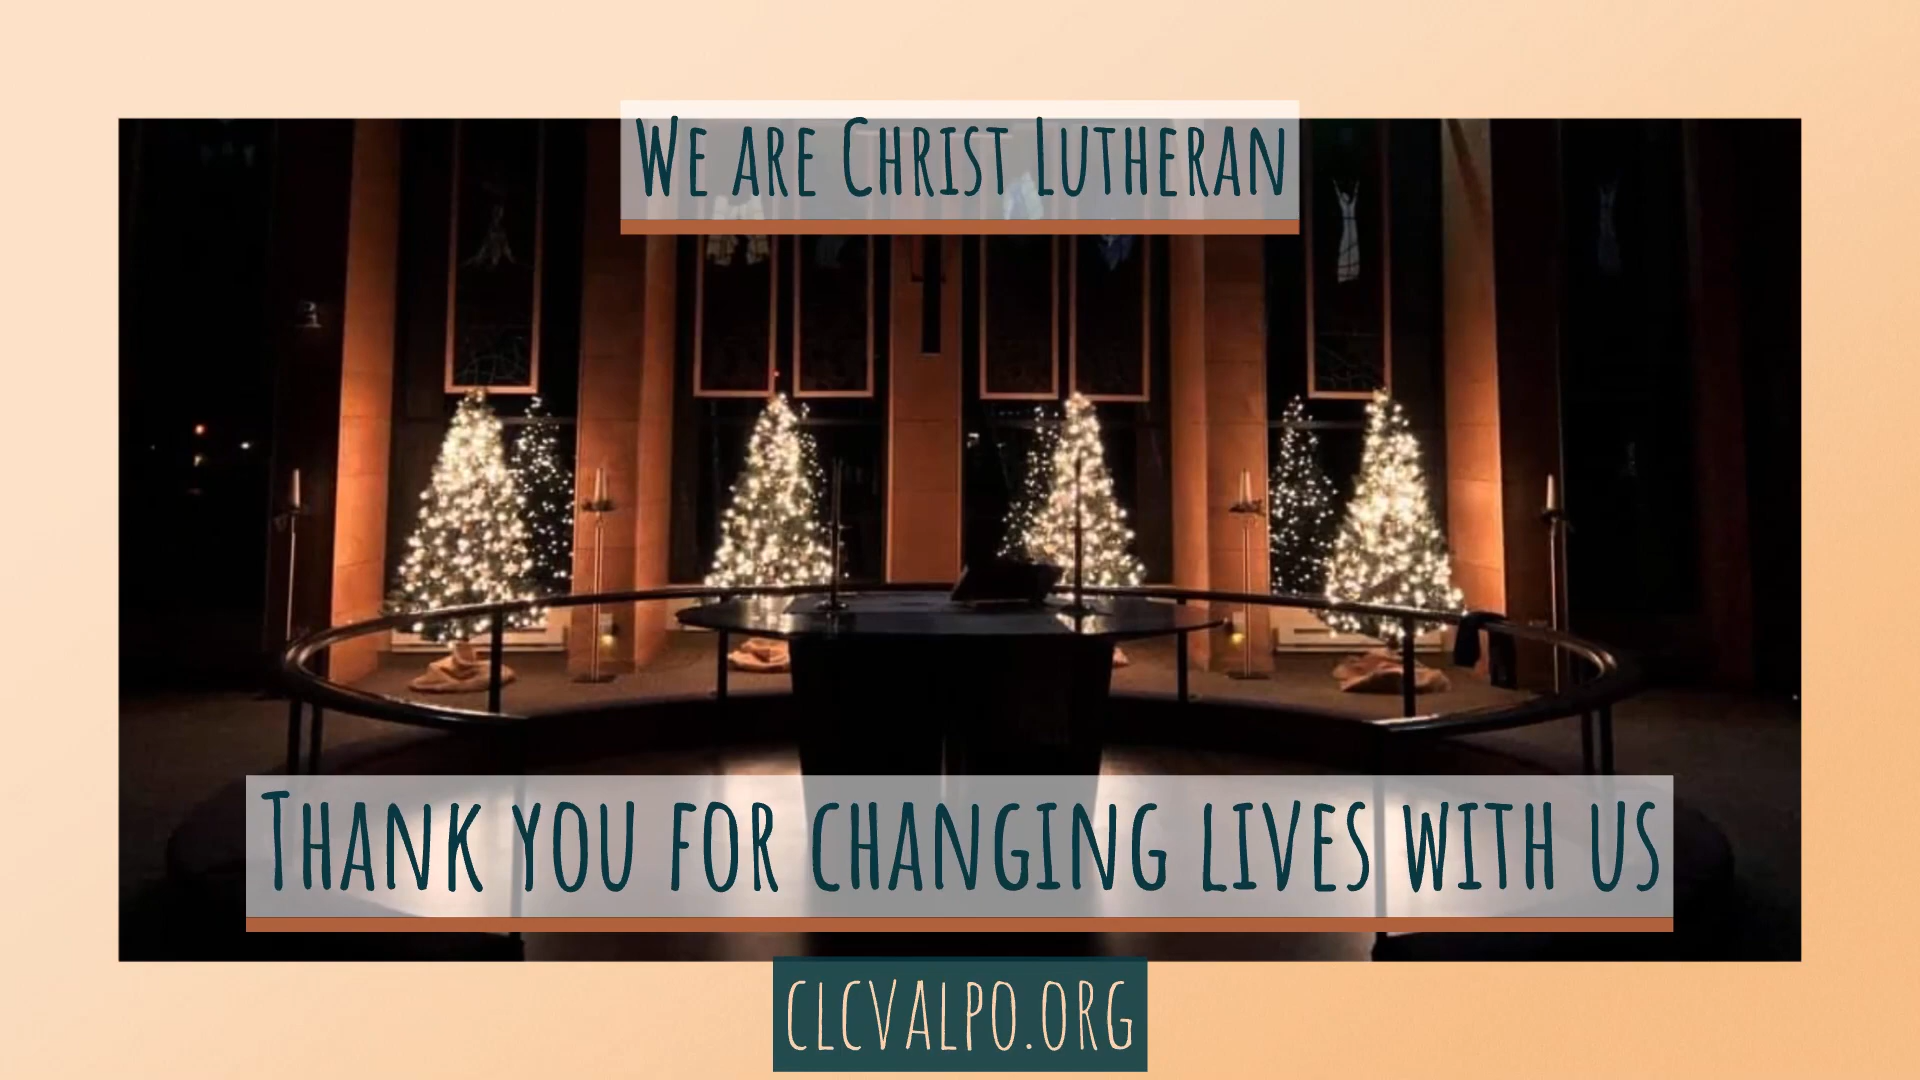 We are Christ Lutheran
Thank you for changing lives with us
clcvalpo.org